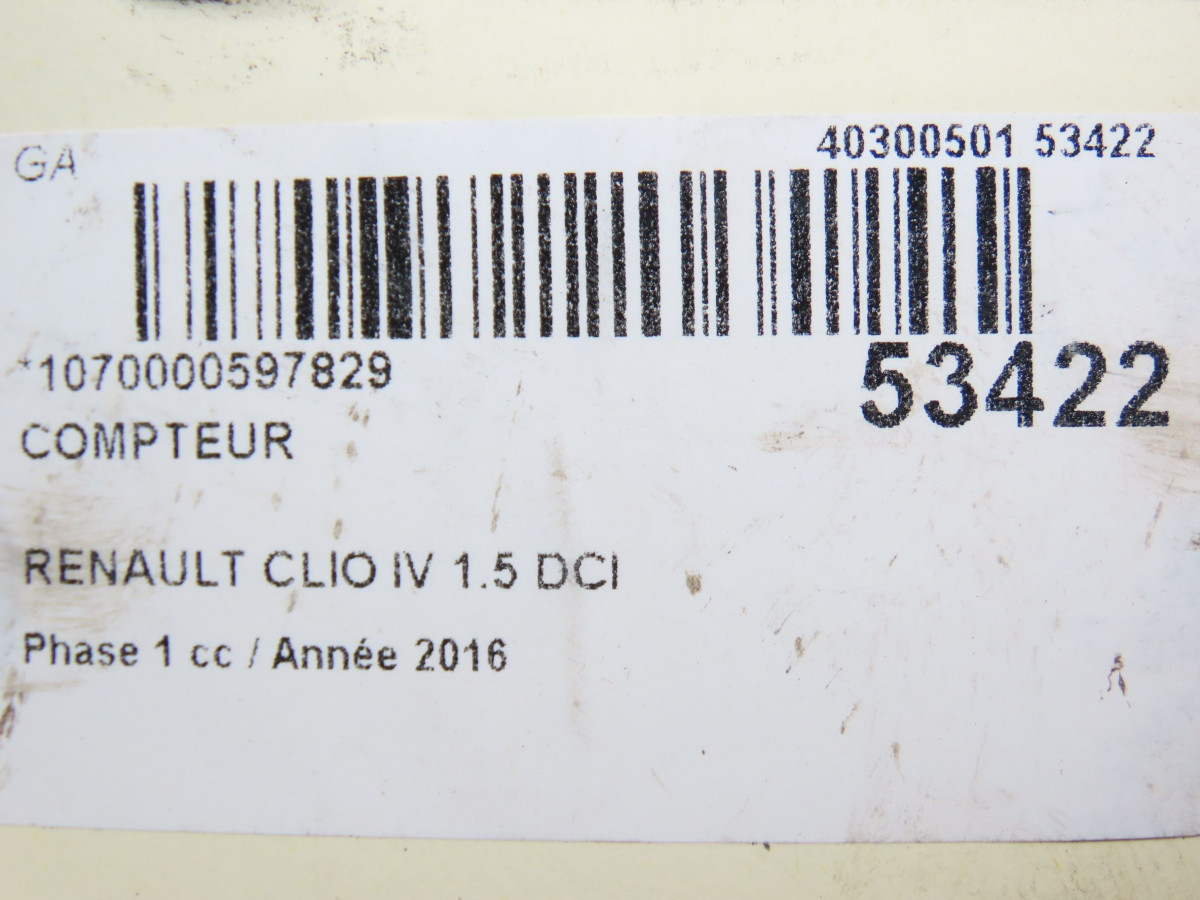 GA
40300501 53422
*1070000597829
53422
COMPTEUR
RENAULT CLIO IV 1.5 DCI
Phase 1 cc / Année 2016